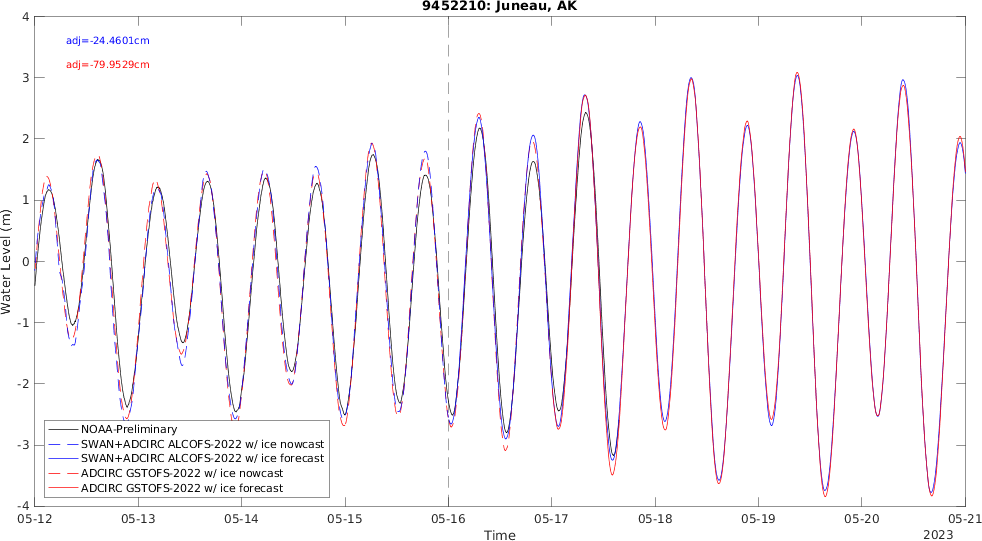 9452210: Juneau, AK
adj=-24.4601cm
adj=-79.9529cm
Water Level (m)
4
3
2
1
0
-1
-2
-3
-4
NOAA-Preliminary
SWAN+ADCIRC ALCOFS-2022 w/ ice nowcast
SWAN+ADCIRC ALCOFS-2022 w/ ice forecast
ADCIRC GSTOFS-2022 w/ ice nowcast
ADCIRC GSTOFS-2022 w/ ice forecast
05-12 05-13 05-14 05-15 05-16 05-17 05-18 05-19 05-20 05-21
Time
2023